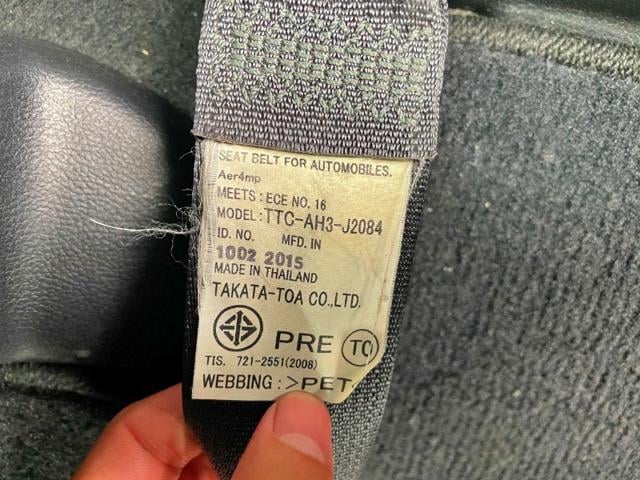 SEAT BELT FOR AUTOMOBILES.
Aer4mp
MEETS : ECE NO. 16
MODEL: TTC-AH3-J2084
ID. NO. MFD. IN
1002 2015
MADE IN THAILAND
TAKATA-TOA CO.,LTD.
PRE TC
TIS. 721-2551(2008)
WEBBING : >PET